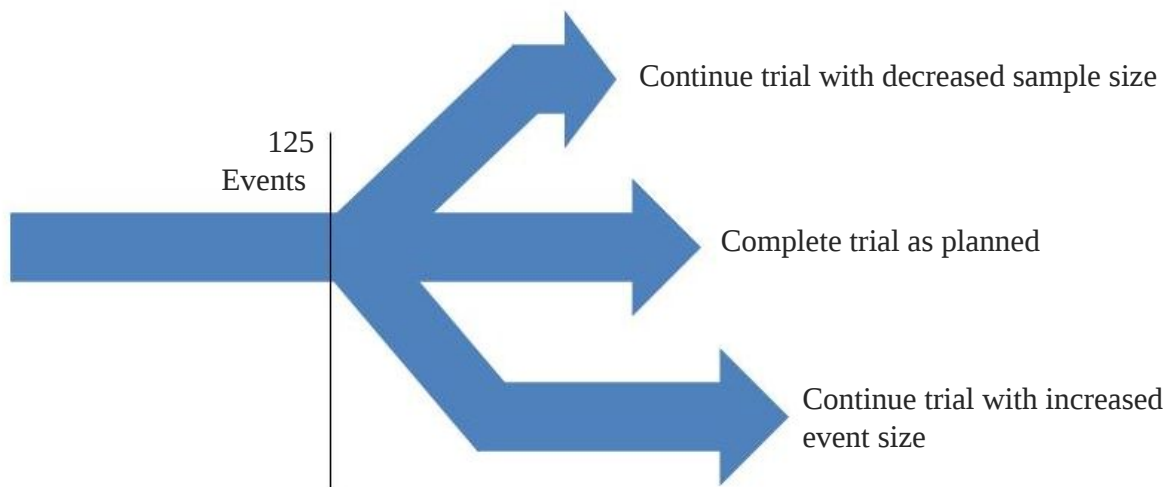 Continue trial with decreased sample size
125
Events
Complete trial as planned
Continue trial with increased
event size